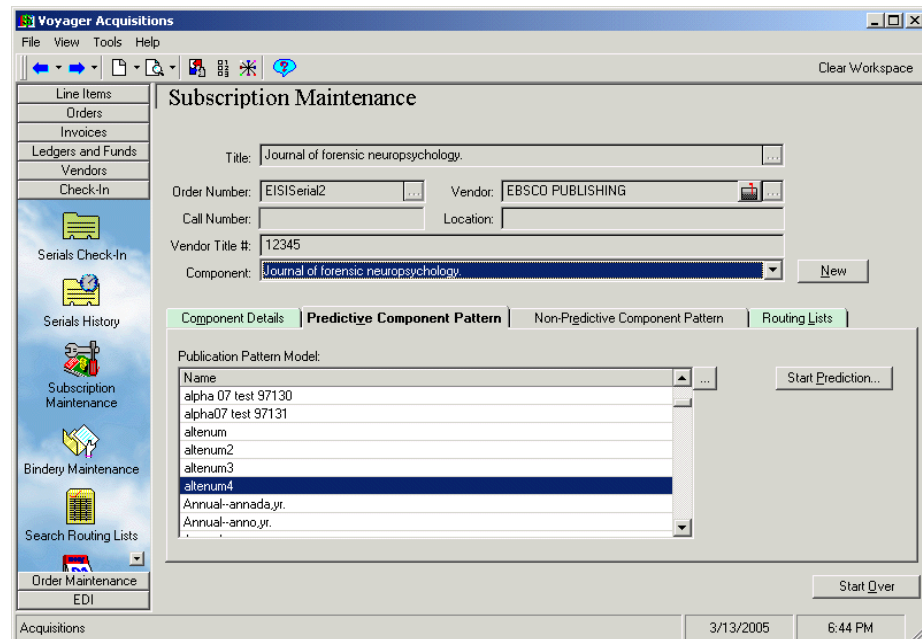 Voyager Acquisitions
File View Tools Help
Clear Workspace
Line Items
Orders
Invoices
Ledgers and Funds
Vendors
Check-In
Serials Check-In
Serials History
Subscription
Maintenance
Bindery Maintenance
Search Routing Lists
Order Maintenance
EDI
Subscription Maintenance
Title: Journal of forensic neuropsychology. ...
Order Number: EISISerial2 ... Vendor: EBSCO PUBLISHING ...
Call Number: Location:
Vendor Title #: 12345
Component: Journal of forensic neuropsychology. New
Component Details Predictive Component Pattern Non-Predictive Component Pattern Routing Lists
Publication Pattern Model:
Name ... Start Prediction...
alpha 07 test 97130
alpha07 test 97131
altenum
altenum2
altenum3
altenum4
Annual--annada,yr.
Annual--anno,yr.
Start Over
Acquisitions 3/13/2005 6:44 PM